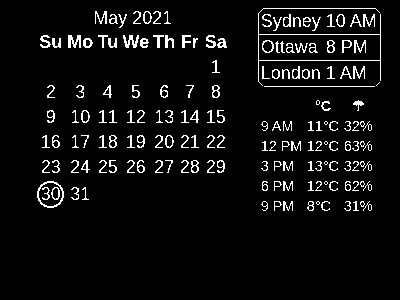 May 2021
Su Mo Tu We Th Fr Sa
1
2 3 4 5 6 7 8
9 10 11 12 13 14 15
16 17 18 19 20 21 22
23 24 25 26 27 28 29
30 31
Sydney 10 AM
Ottawa 8 PM
London 1 AM
°C ☂
9 AM 11°C 32%
12 PM 12°C 63%
3 PM 13°C 32%
6 PM 12°C 62%
9 PM 8°C 31%